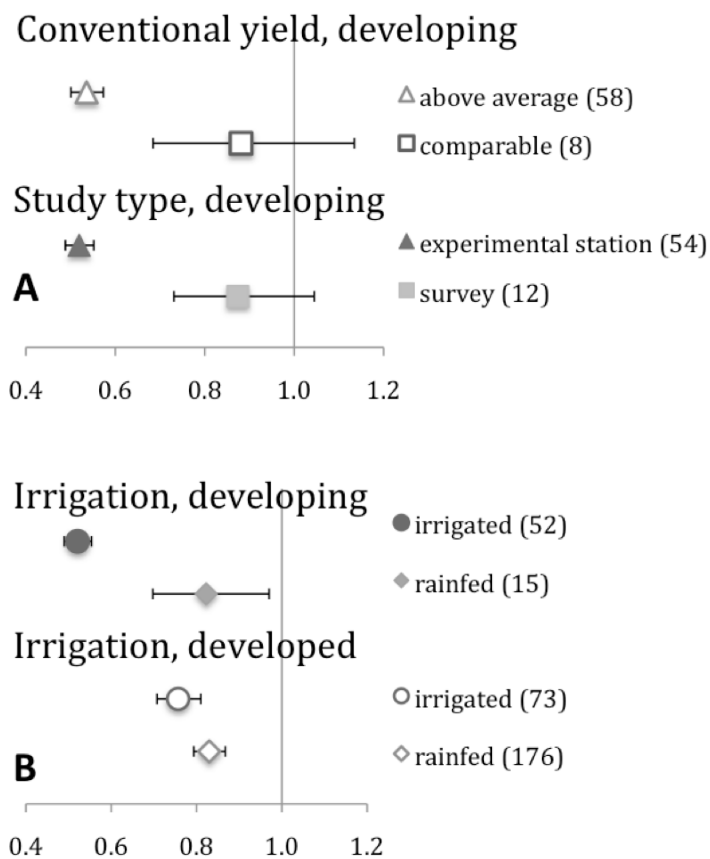 Conventional yield, developing
above average (58)
comparable (8)
Study type, developing
experimental station (54)
survey (12)
A
0.4 0.6 0.8 1.0 1.2
Irrigation, developing
irrigated (52)
rainfed (15)
Irrigation, developed
irrigated (73)
rainfed (176)
B
0.4 0.6 0.8 1.0 1.2